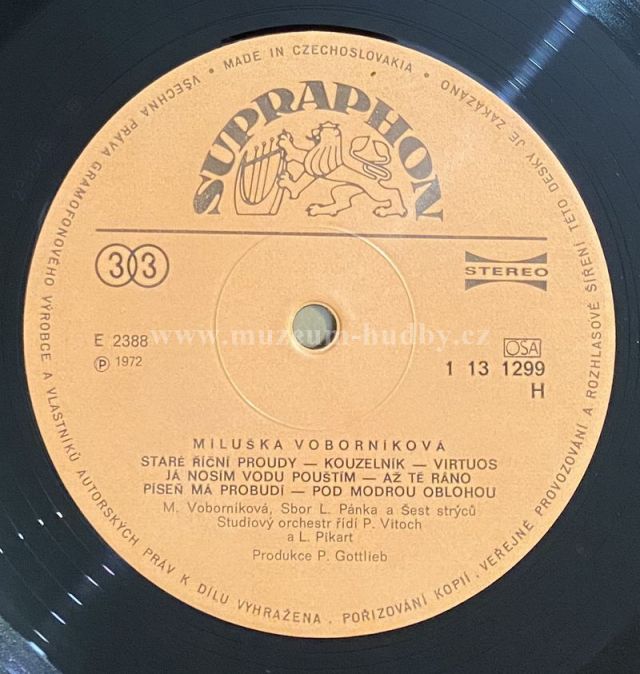 VŠECHNA PRÁVA GRAMOFONOVÉHO VÝROBCE A VLASTNÍKŮ AUTORSKÝCH PRÁV K DÍLU VYHRAŽENA . POŘIZOVÁNÍ KOPIÍ, VEŘEJNÉ PROVOZOVÁNÍ A ROZHLASOVÉ ŠÍŘENÍ TÉTO DESKY JE ZAKÁZÁNO • MADE IN CZECHOSLOVAKIA •
SUPRAPHON
33
STEREO
www.muzeum-hudby.cz
E 2388
OSA
℗ 1972
1 13 1299
H
MILUŠKA VOBORNÍKOVÁ
STARÉ ŘÍČNÍ PROUDY — KOUZELNÍK — VIRTUOS
JÁ NOSÍM VODU POUŠTÍM — AŽ TĚ RÁNO
PÍSEŇ MÁ PROBUDÍ — POD MODROU OBLOHOU
M. Voborníková, Sbor L. Pánka a Šest strýců
Studiový orchestr řídí P. Vitoch
a L. Pikart
Produkce P. Gottlieb